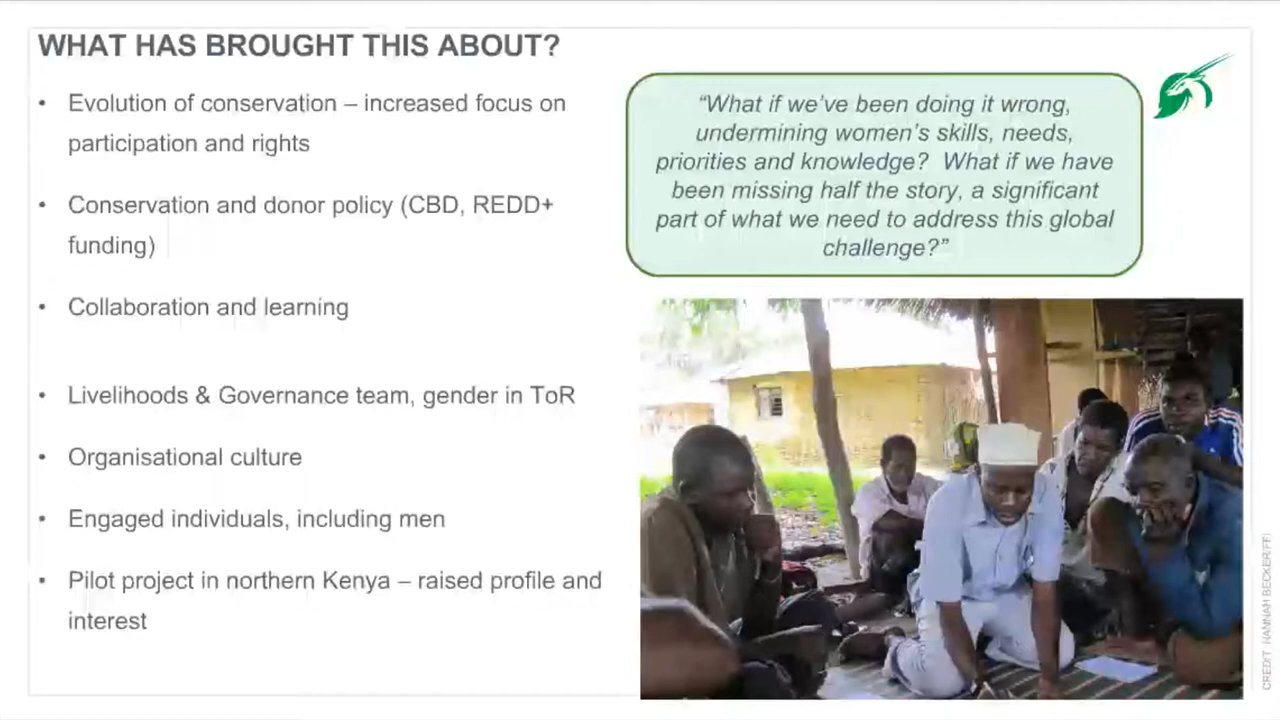 WHAT HAS BROUGHT THIS ABOUT?
• Evolution of conservation – increased focus on
participation and rights
• Conservation and donor policy (CBD, REDD+
funding)
• Collaboration and learning
• Livelihoods & Governance team, gender in ToR
• Organisational culture
• Engaged individuals, including men
• Pilot project in northern Kenya – raised profile and
interest
“What if we’ve been doing it wrong,
undermining women’s skills, needs,
priorities and knowledge?  What if we have
been missing half the story, a significant
part of what we need to address this global
challenge?”
CREDIT HANNAH BECKER/FFI